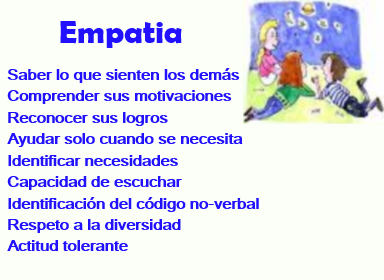 Empatia
Saber lo que sienten los demás
Comprender sus motivaciones
Reconocer sus logros
Ayudar solo cuando se necesita
Identificar necesidades
Capacidad de escuchar
Identificación del código no-verbal
Respeto a la diversidad
Actitud tolerante